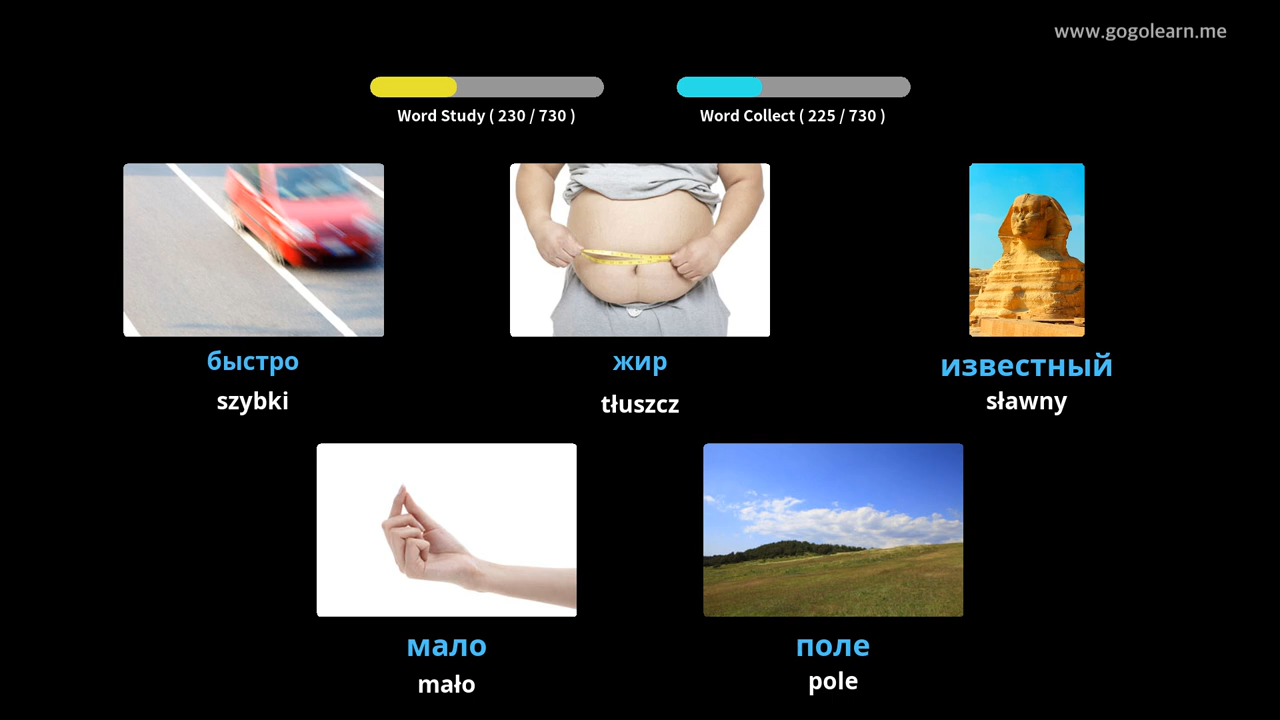 www.gogolearn.me
Word Study ( 230 / 730 )
Word Collect ( 225 / 730 )
быстро
szybki
жир
tłuszcz
известный
sławny
мало
mało
поле
pole